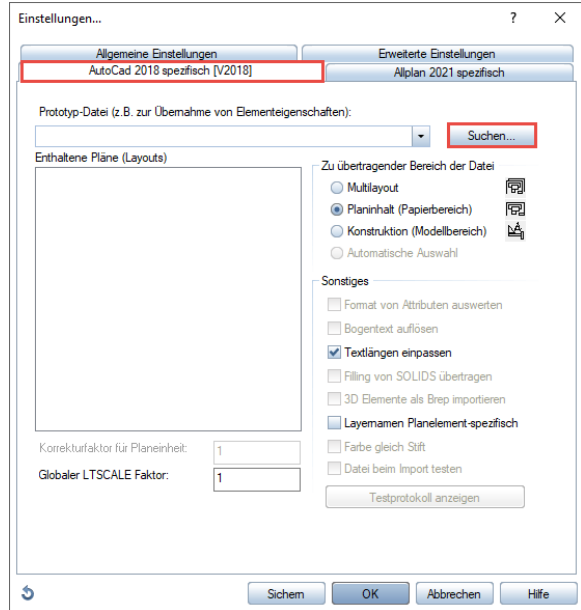 Einstellungen...
? ×
Allgemeine Einstellungen
Erweiterte Einstellungen
AutoCad 2018 spezifisch [V2018]
Allplan 2021 spezifisch
Prototyp-Datei (z.B. zur Übernahme von Elementeigenschaften):
Suchen...
Enthaltene Pläne (Layouts)
Zu übertragender Bereich der Datei
Multilayout
Planinhalt (Papierbereich)
Konstruktion (Modellbereich)
Automatische Auswahl
Sonstiges
Format von Attributen auswerten
Bogentext auflösen
Textlängen einpassen
Filling von SOLIDS übertragen
3D Elemente als Brep importieren
Layernamen Planelement-spezifisch
Farbe gleich Stift
Datei beim Import testen
Testprotokoll anzeigen
Korrekturfaktor für Planeinheit: 1
Globaler LTSCALE Faktor: 1
Sichern
OK
Abbrechen
Hilfe